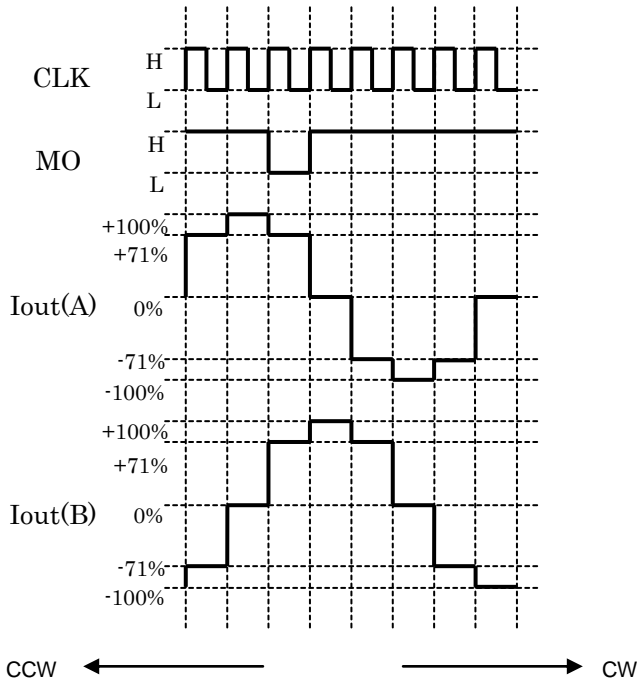 CLK
H
L
MO
H
L
Iout(A)
+100%
+71%
0%
-71%
-100%
Iout(B)
+100%
+71%
0%
-71%
-100%
CCW
CW